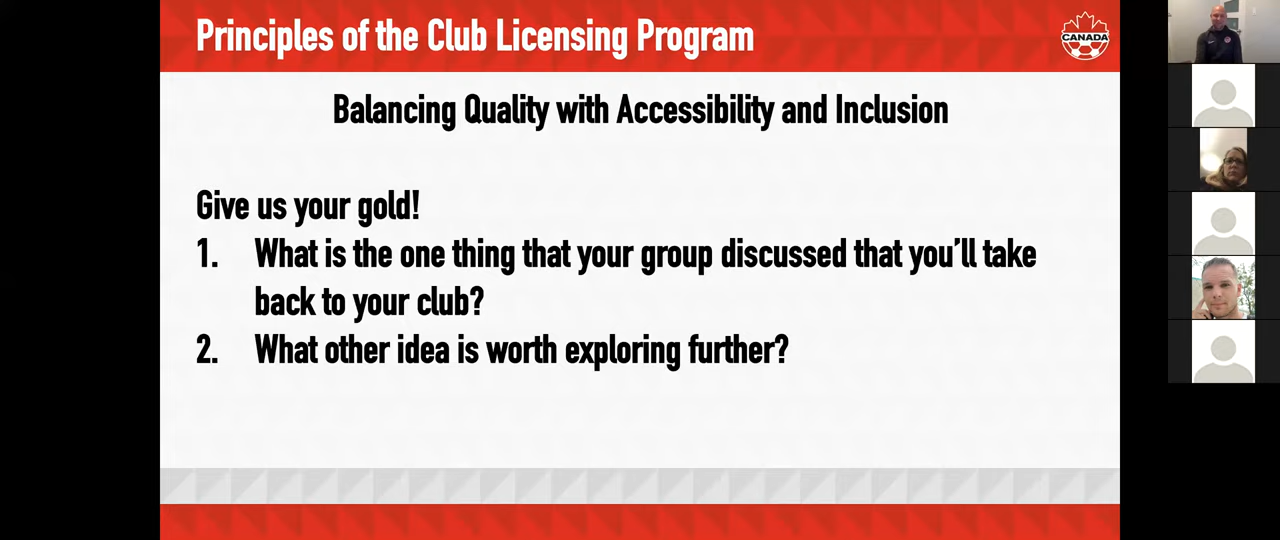 Principles of the Club Licensing Program
CANADA
Balancing Quality with Accessibility and Inclusion
Give us your gold!
1. What is the one thing that your group discussed that you’ll take
back to your club?
2. What other idea is worth exploring further?